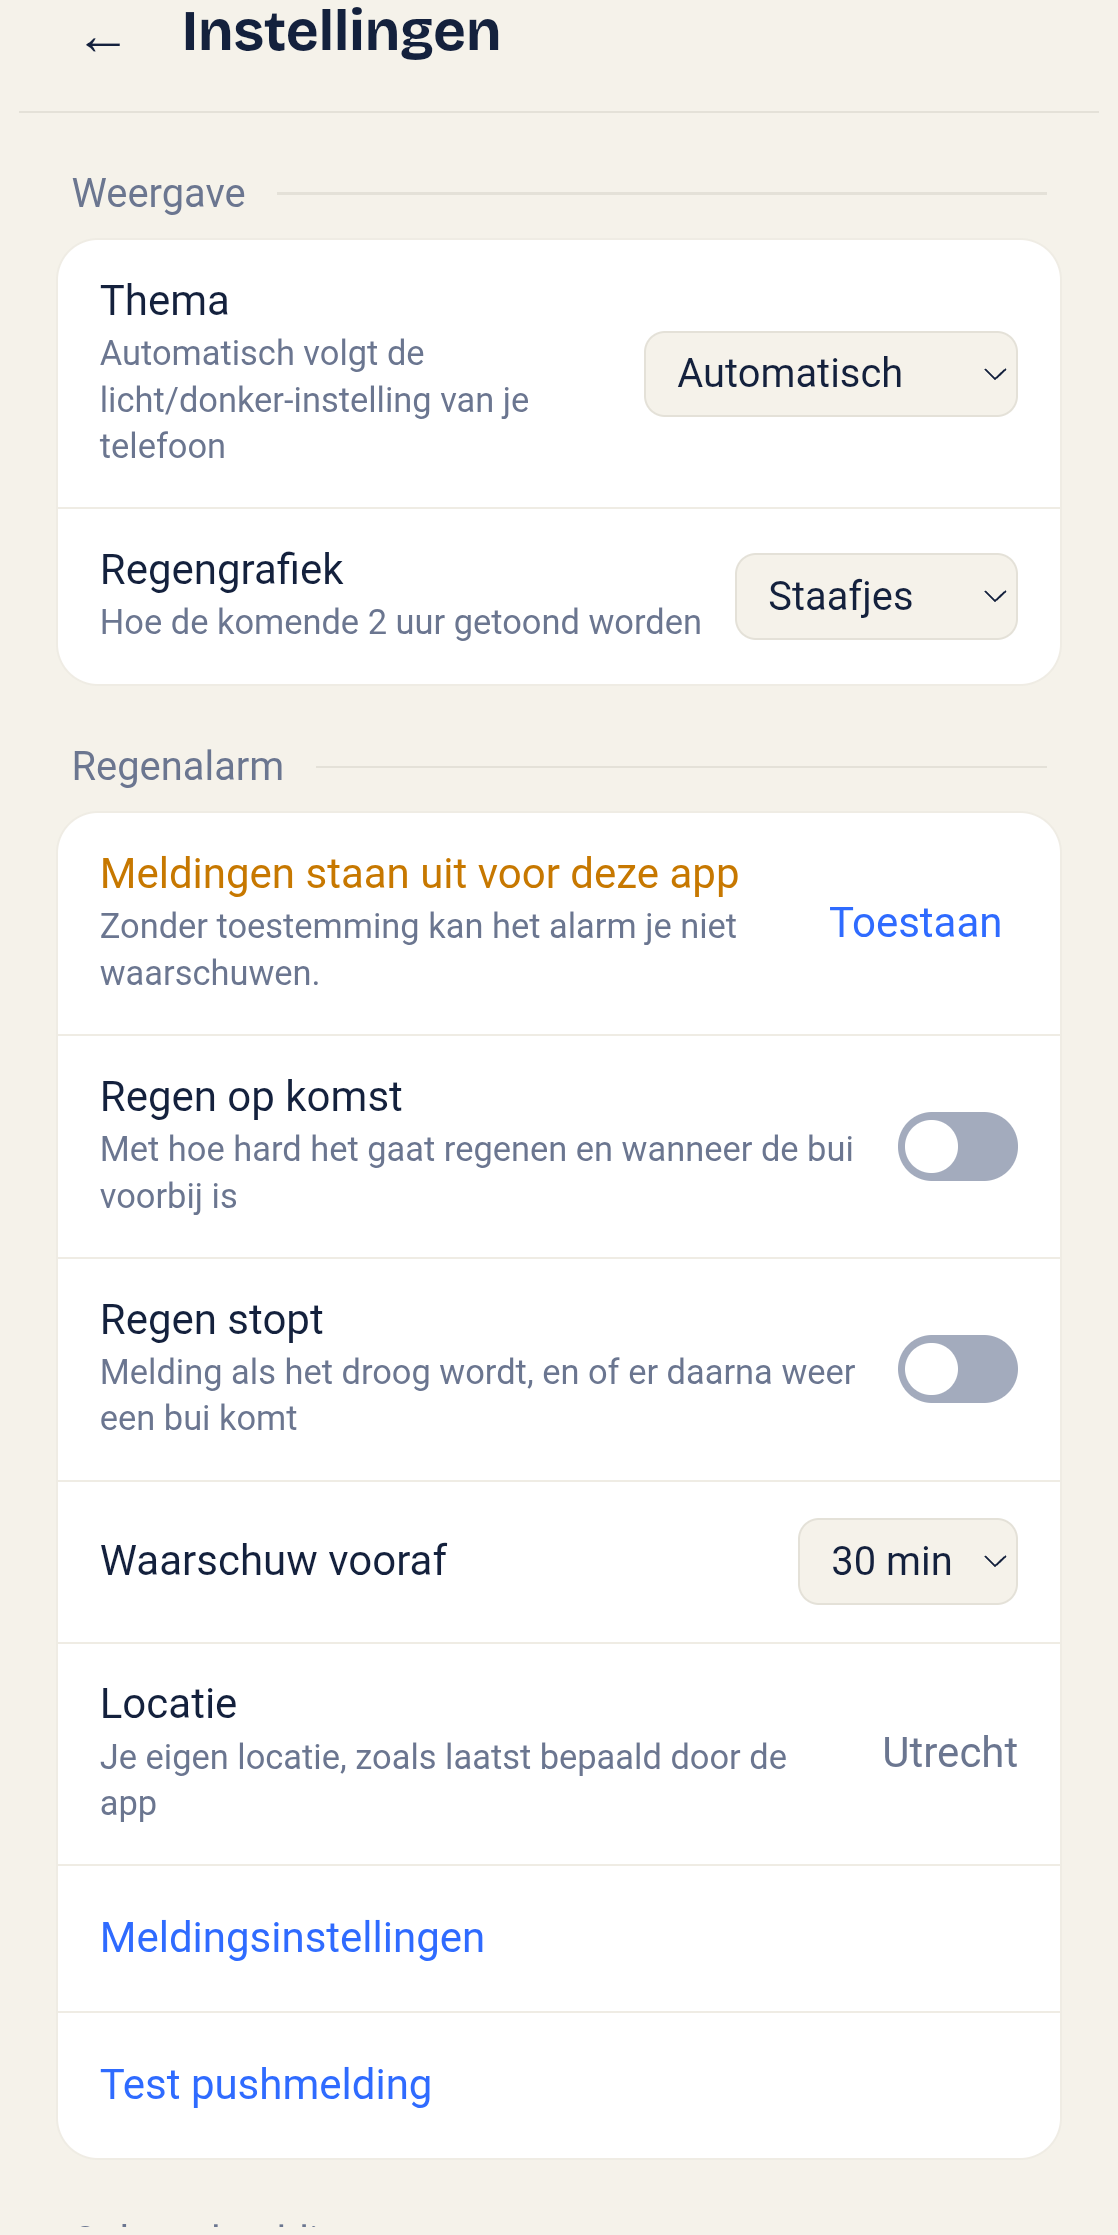 ← Instellingen
Weergave
Thema
Automatisch volgt de
licht/donker-instelling van je
telefoon
Automatisch
Regengrafiek
Hoe de komende 2 uur getoond worden
Staafjes
Regenalarm
Meldingen staan uit voor deze app
Zonder toestemming kan het alarm je niet
waarschuwen.
Toestaan
Regen op komst
Met hoe hard het gaat regenen en wanneer de bui
voorbij is
Regen stopt
Melding als het droog wordt, en of er daarna weer
een bui komt
Waarschuw vooraf
30 min
Locatie
Je eigen locatie, zoals laatst bepaald door de
app
Utrecht
Meldingsinstellingen
Test pushmelding